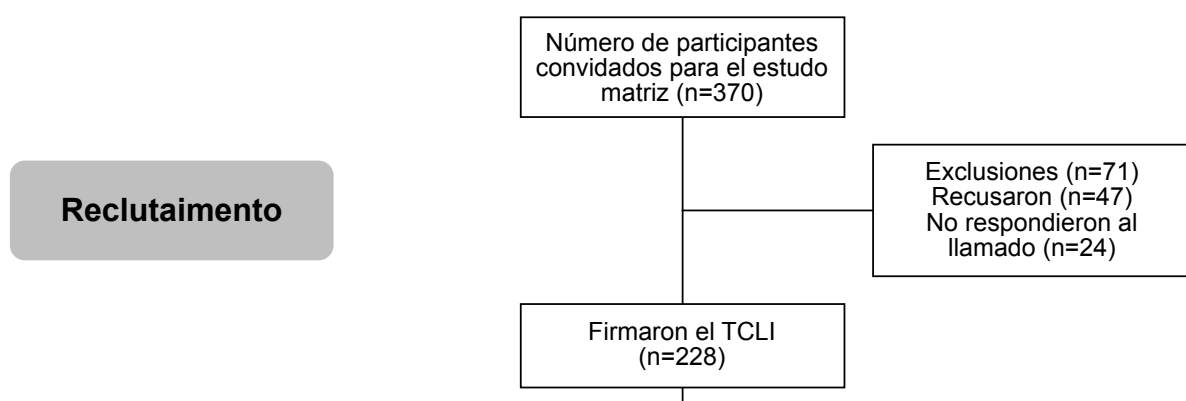 Número de participantes
convidados para el estudo
matriz (n=370)
Exclusiones (n=71)
Recusaron (n=47)
No respondieron al
llamado (n=24)
Reclutaimento
Firmaron el TCLI
(n=228)